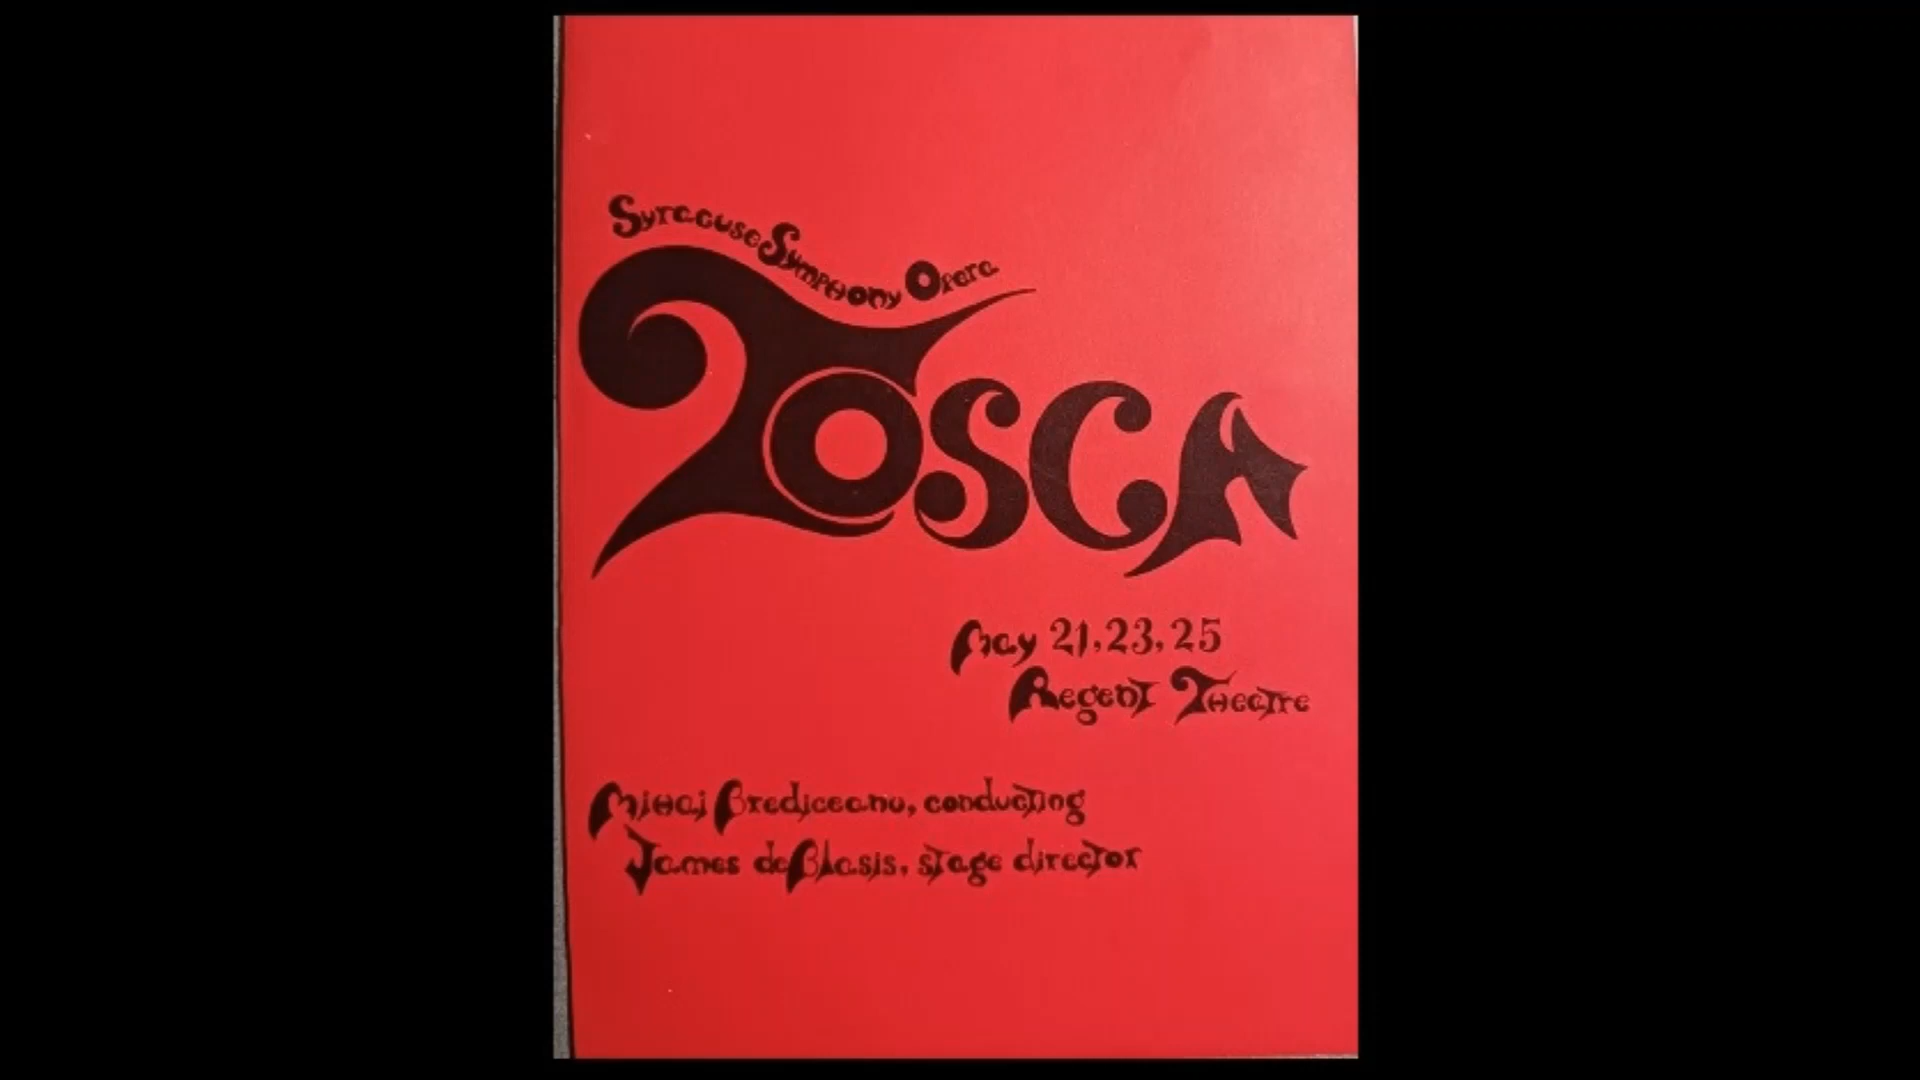 Syracuse Symphony Opera
TOSCA
May 21, 23, 25
Regent Theatre
Mihai Brediceanu, conducting
James deBlasis, stage director